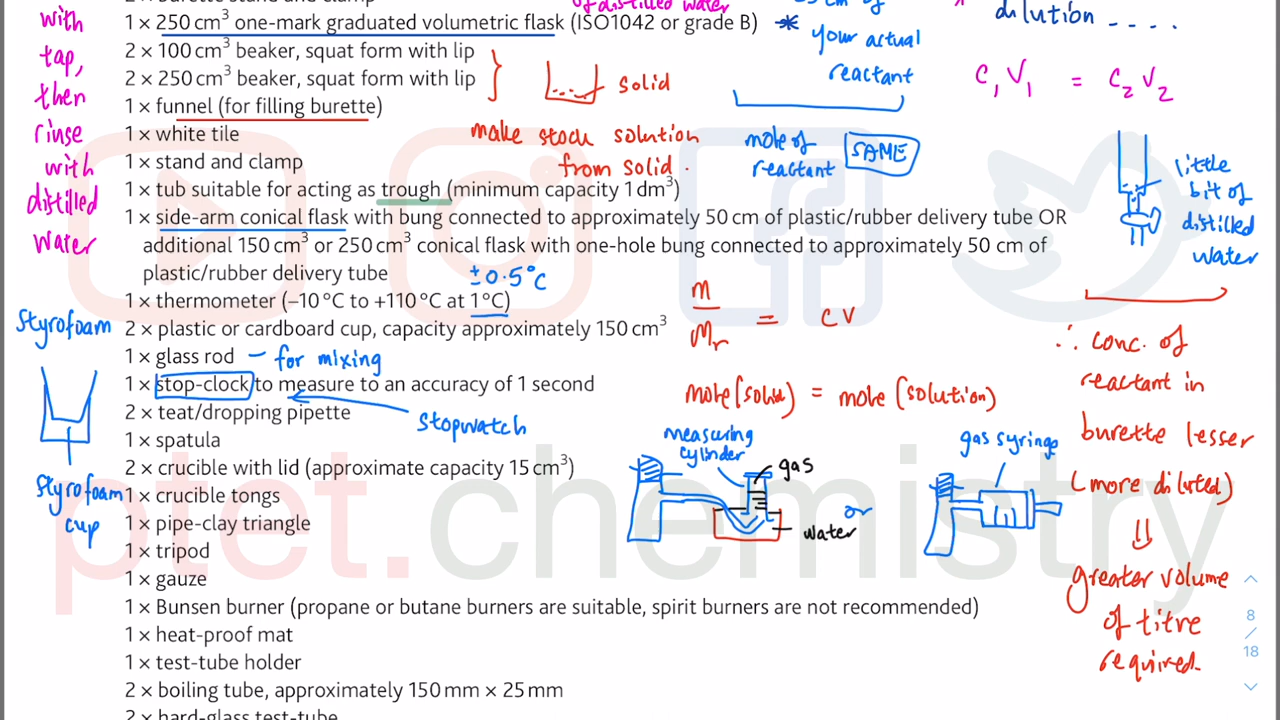 of distilled water
1 × 250 cm³ one-mark graduated volumetric flask (ISO1042 or grade B) *
2 × 100 cm³ beaker, squat form with lip
2 × 250 cm³ beaker, squat form with lip
1 × funnel (for filling burette)
1 × white tile
1 × stand and clamp
1 × tub suitable for acting as trough (minimum capacity 1 dm³)
1 × side-arm conical flask with bung connected to approximately 50 cm of plastic/rubber delivery tube OR
additional 150 cm³ or 250 cm³ conical flask with one-hole bung connected to approximately 50 cm of
plastic/rubber delivery tube
± 0.5°C
1 × thermometer (–10 °C to +110 °C at 1 °C)
2 × plastic or cardboard cup, capacity approximately 150 cm³
1 × glass rod – for mixing
1 × stop-clock to measure to an accuracy of 1 second
2 × teat/dropping pipette
stopwatch
1 × spatula
2 × crucible with lid (approximate capacity 15 cm³)
1 × crucible tongs
1 × pipe-clay triangle
1 × tripod
1 × gauze
1 × Bunsen burner (propane or butane burners are suitable, spirit burners are not recommended)
1 × heat-proof mat
1 × test-tube holder
2 × boiling tube, approximately 150 mm × 25 mm
2 × hard-glass test-tube
with
tap,
then
rinse
with
distilled
water
styrofoam
styrofoam
cup
solid
make stock solution
from solid.
your actual
reactant
mole of
reactant
SAME
dilution ....
C₁V₁ = C₂V₂
little
bit of
distilled
water
m
Mr
= CV
mole(solid) = mole (solution)
measuring
cylinder
gas
water
or
gas syringe
∴ conc. of
reactant in
burette lesser
(more diluted)
⇓
greater volume
of titre
required.
ptet.chemistry
8
/
18